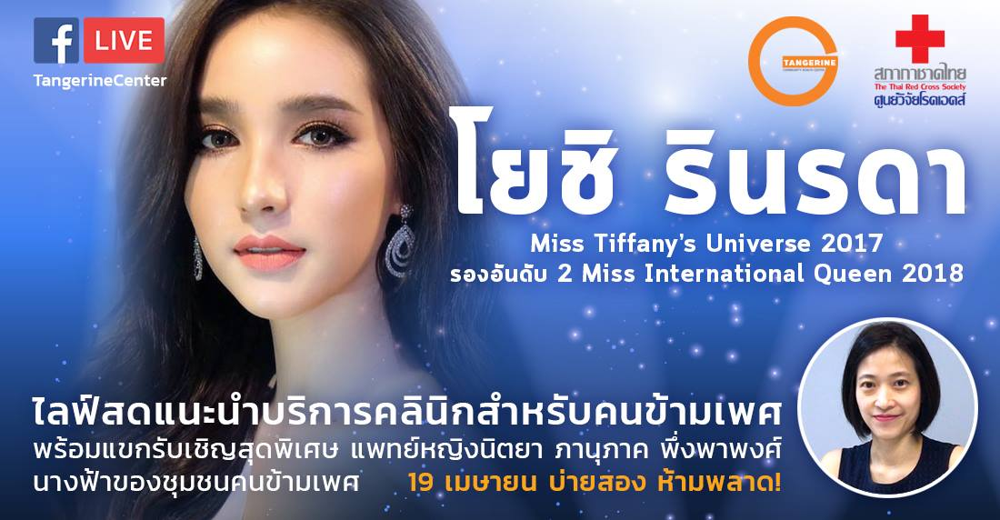 f LIVE
TangerineCenter
TANGERINE
COMMUNITY HEALTH CENTER
สภากาชาดไทย
The Thai Red Cross Society
ศูนย์วิจัยโรคเอดส์
โยชิ รินรดา
Miss Tiffany's Universe 2017
รองอันดับ 2 Miss International Queen 2018
ไลฟ์สดแนะนำบริการคลินิกสำหรับคนข้ามเพศ
พร้อมแขกรับเชิญสุดพิเศษ แพทย์หญิงนิตยา ภานุภาค พึ่งพาพงศ์
นางฟ้าของชุมชนคนข้ามเพศ 19 เมษายน บ่ายสอง ห้ามพลาด!